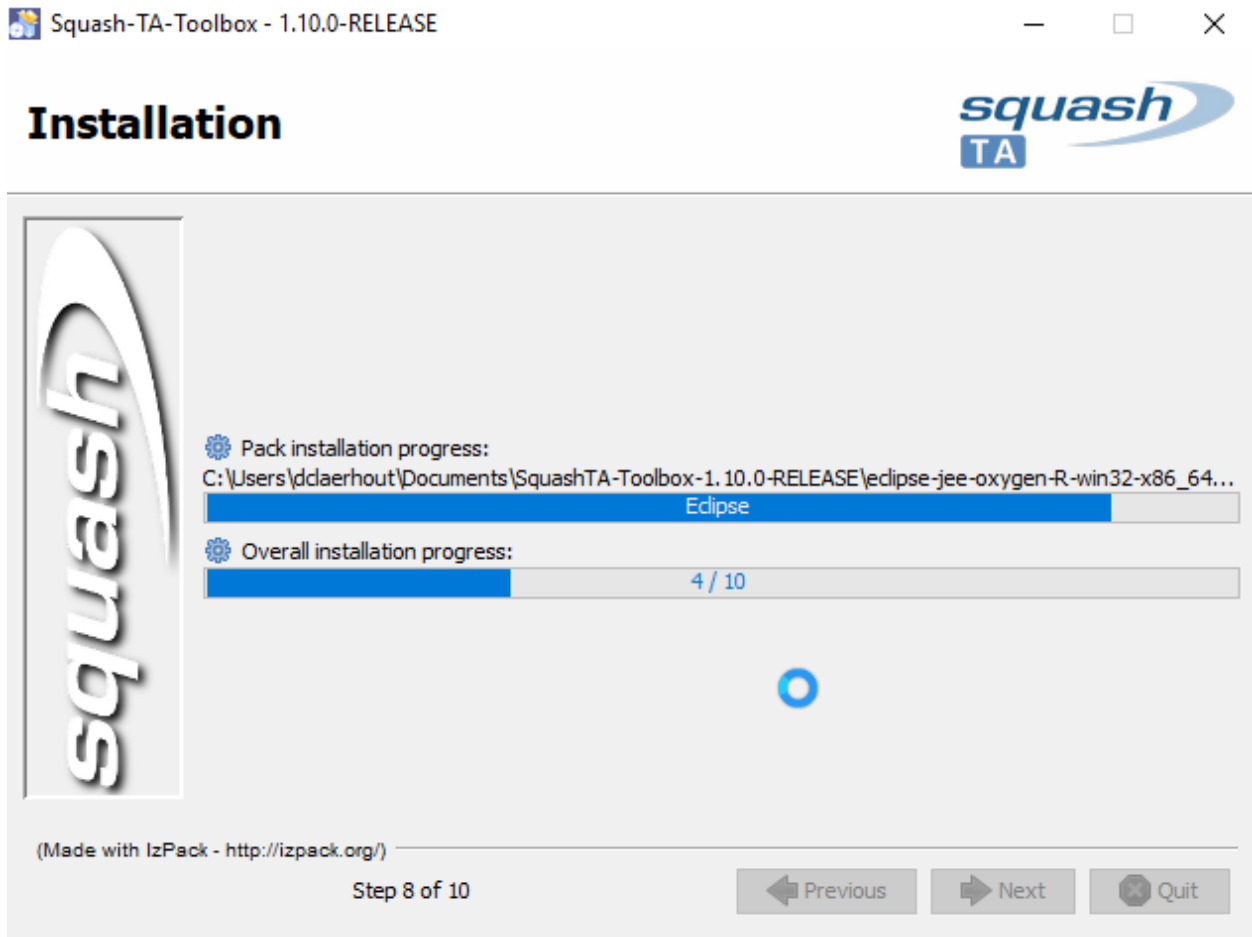 Squash-TA-Toolbox - 1.10.0-RELEASE
Installation
squash
TA
squash
Pack installation progress:
C:\Users\dclaerhout\Documents\SquashTA-Toolbox-1.10.0-RELEASE\eclipse-jee-oxygen-R-win32-x86_64...
Eclipse
Overall installation progress:
4 / 10
(Made with IzPack - http://izpack.org/)
Step 8 of 10
Previous
Next
Quit